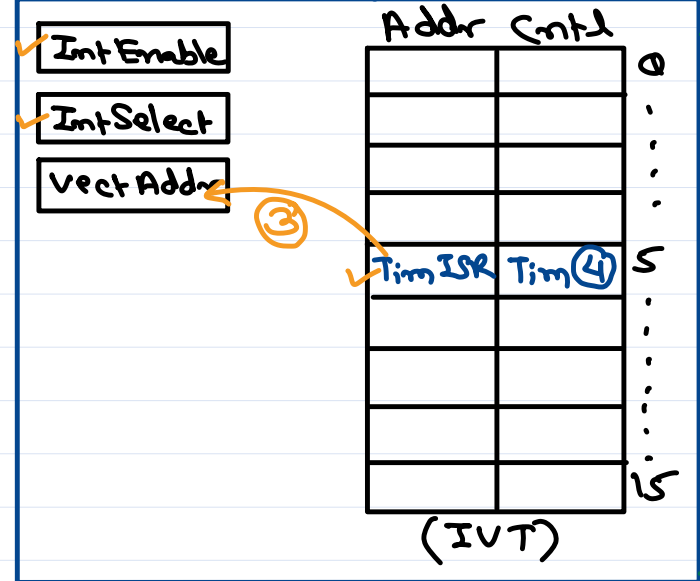 IntEnable
IntSelect
VectAddr
3
Addr Cntl
0
TimISR Tim 4 5
15
(IVT)